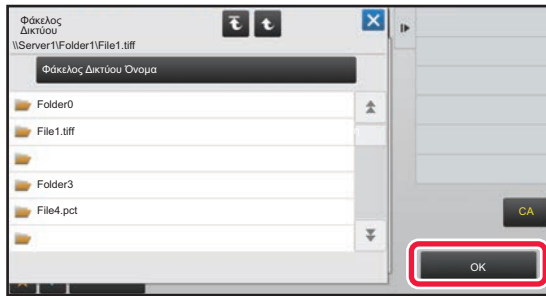 Φάκελος
Δικτύου
\\Server1\Folder1\File1.tiff
Φάκελος Δικτύου Όνομα
Folder0
File1.tiff
Folder3
File4.pct
CA
OK